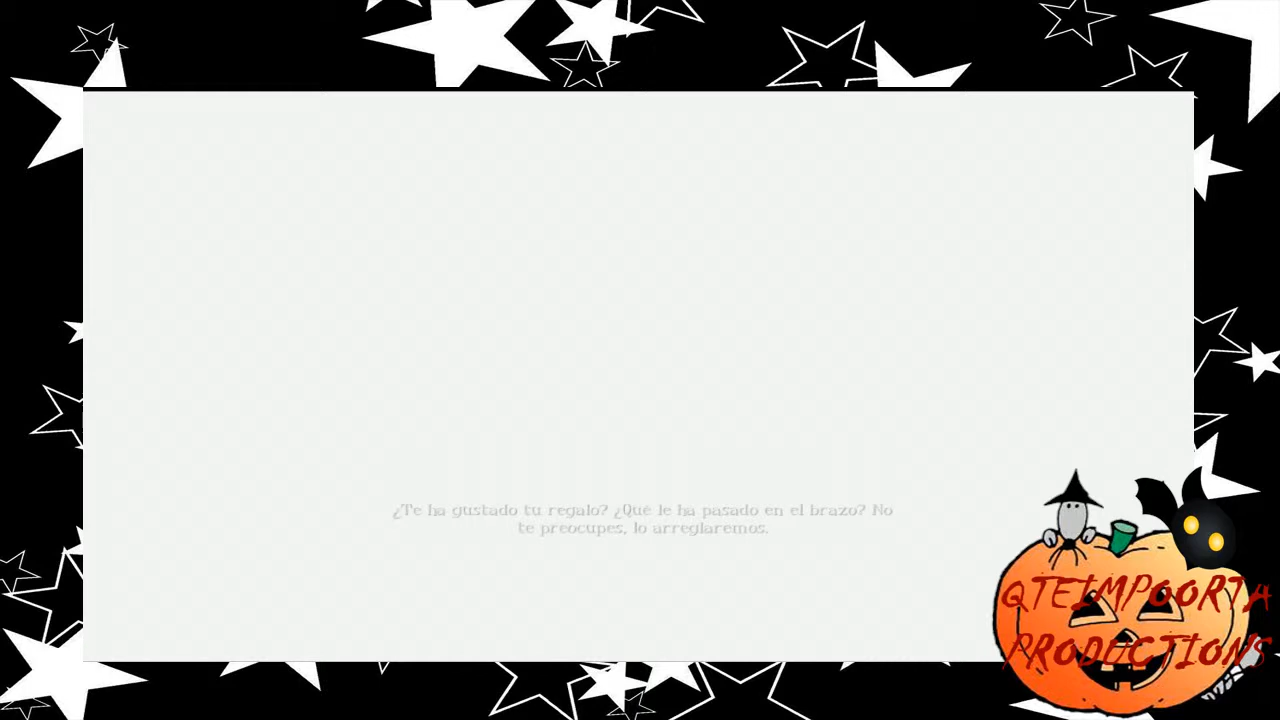 ¿Te ha gustado tu regalo? ¿Qué le ha pasado en el brazo? No
te preocupes, lo arreglaremos.
QTEIMPOORTA
PRODUCTIONS